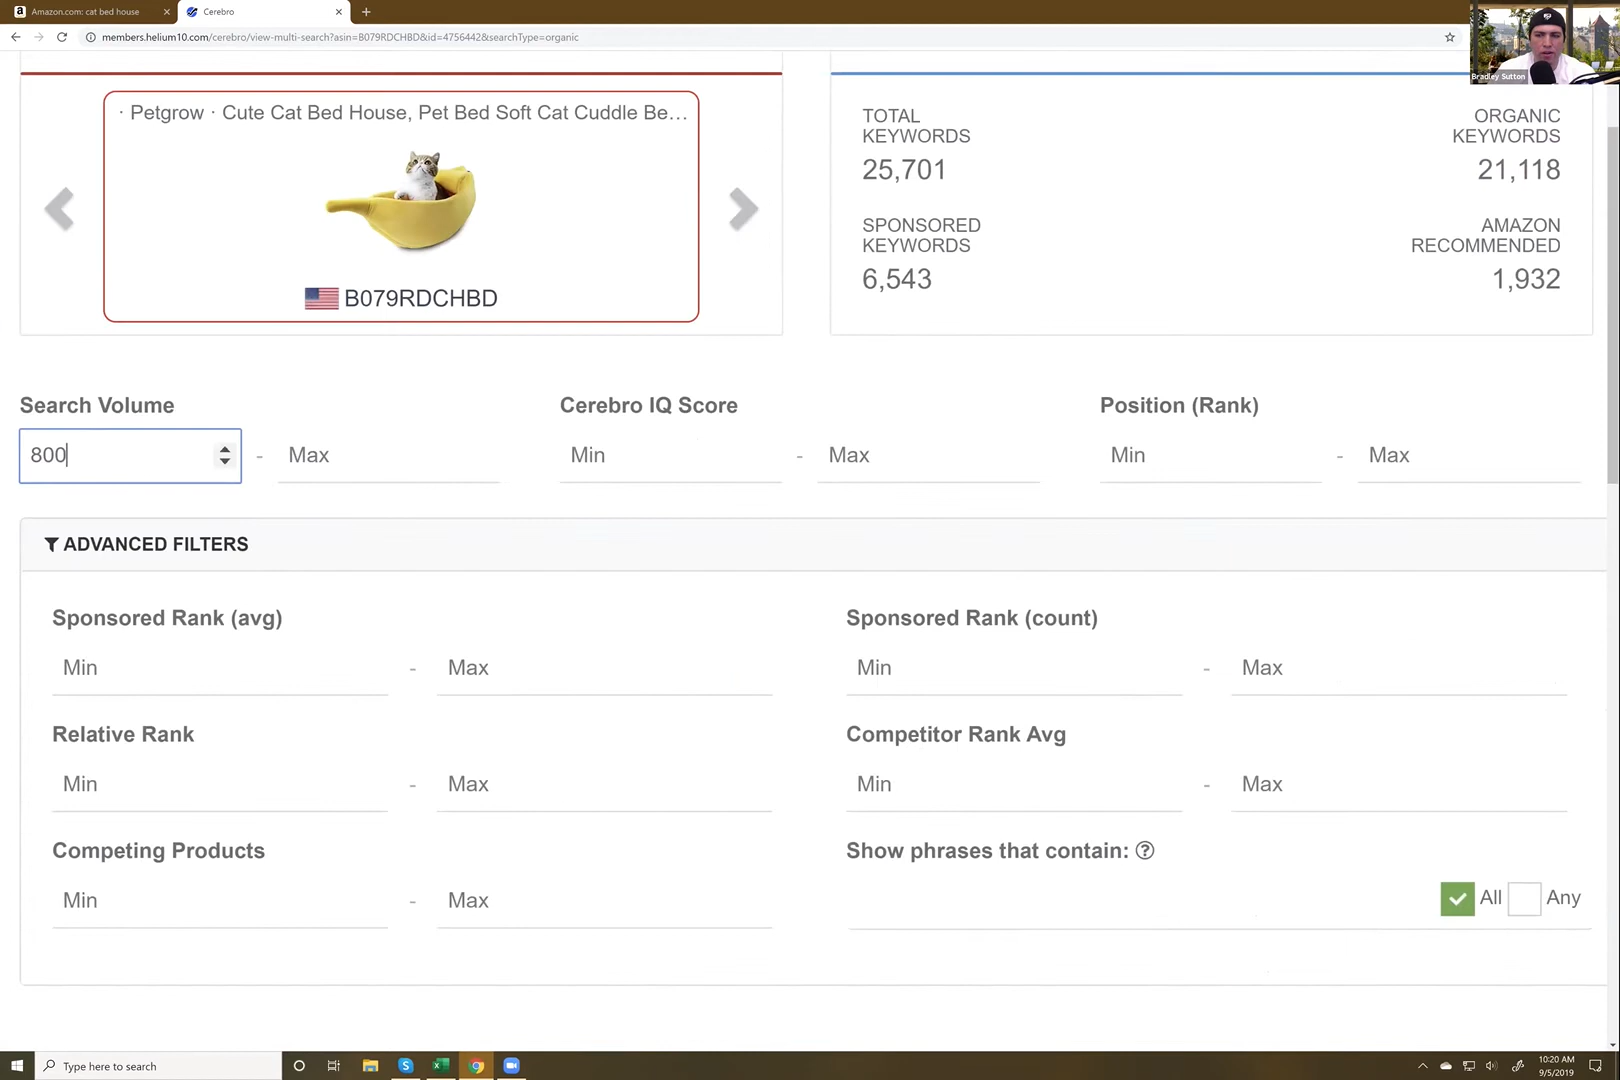 Amazon.com: cat bed house
Cerebro
members.helium10.com/cerebro/view-multi-search?asin=B079RDCHBD&id=4756442&searchType=organic
Bradley Sutton
· Petgrow · Cute Cat Bed House, Pet Bed Soft Cat Cuddle Be…
B079RDCHBD
TOTAL
KEYWORDS
25,701
ORGANIC
KEYWORDS
21,118
SPONSORED
KEYWORDS
6,543
AMAZON
RECOMMENDED
1,932
Search Volume
Cerebro IQ Score
Position (Rank)
800 - Max
Min - Max
Min - Max
ADVANCED FILTERS
Sponsored Rank (avg)
Sponsored Rank (count)
Min - Max
Min - Max
Relative Rank
Competitor Rank Avg
Min - Max
Min - Max
Competing Products
Show phrases that contain: ?
Min - Max
All Any
Type here to search
10:20 AM
9/5/2019